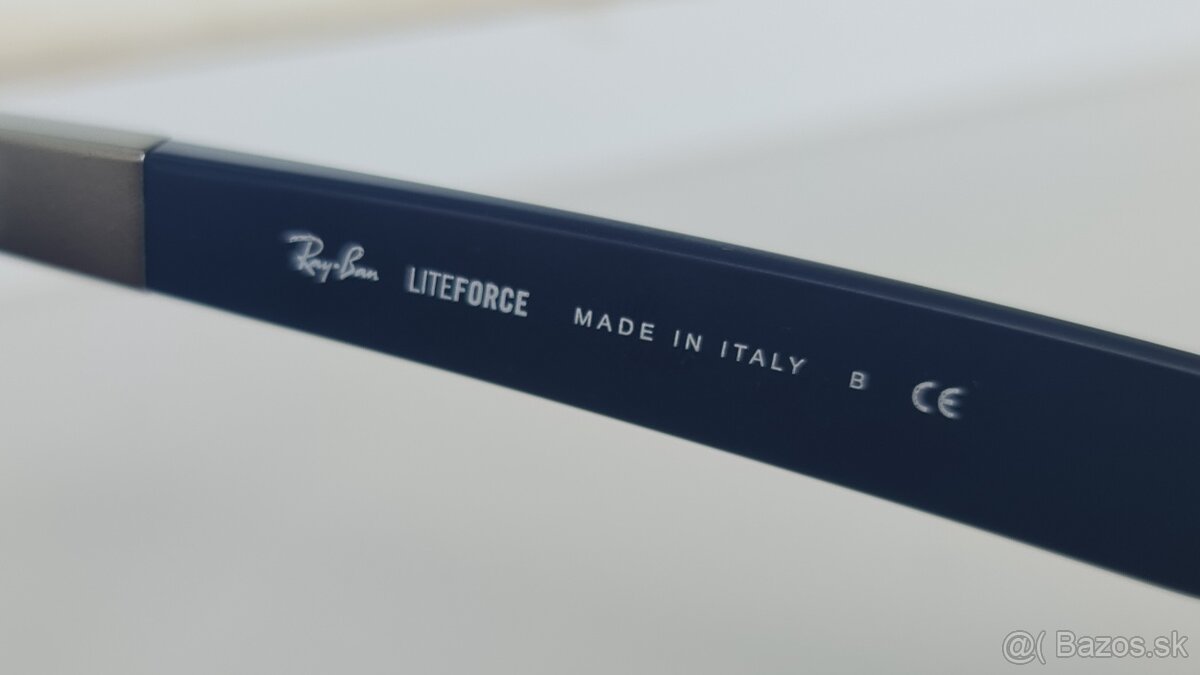 Ray-Ban LITEFORCE MADE IN ITALY B CE
@( Bazos.sk